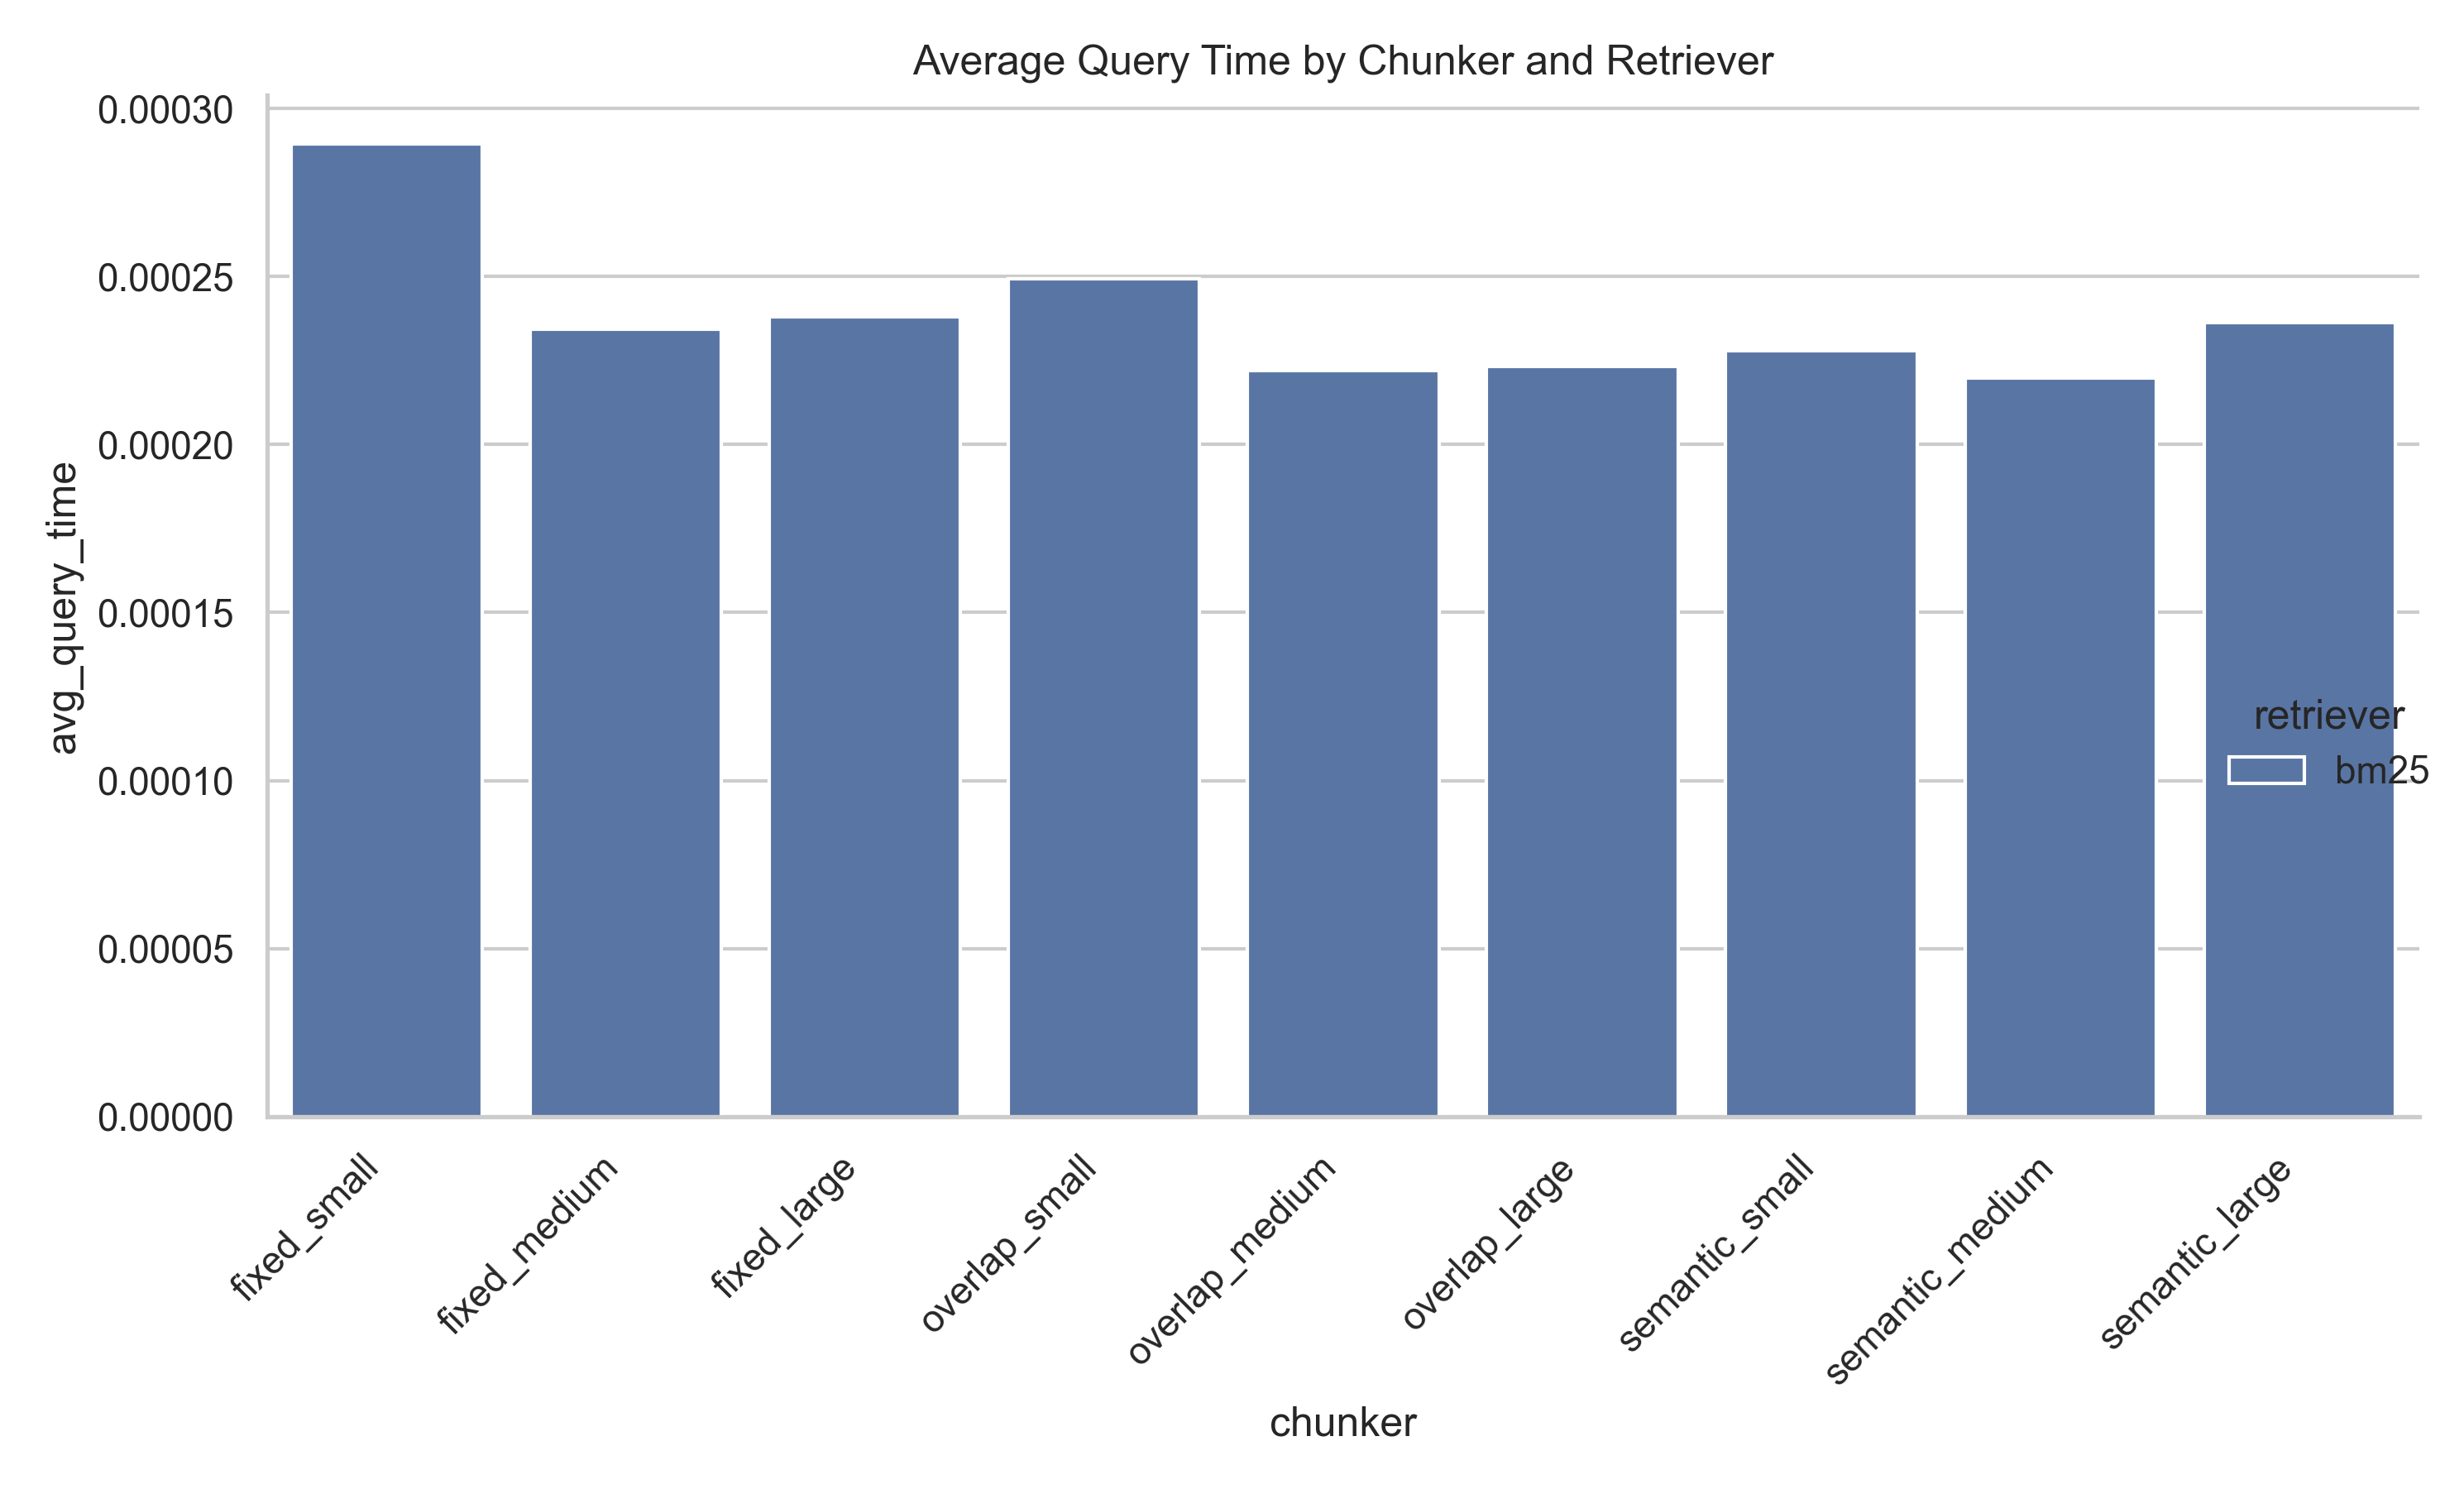 Average Query Time by Chunker and Retriever
0.00030
0.00025
0.00020
0.00015
0.00010
0.00005
0.00000
avg_query_time
retriever
bm25
fixed_small
fixed_medium
fixed_large
overlap_small
overlap_medium
overlap_large
semantic_small
semantic_medium
semantic_large
chunker